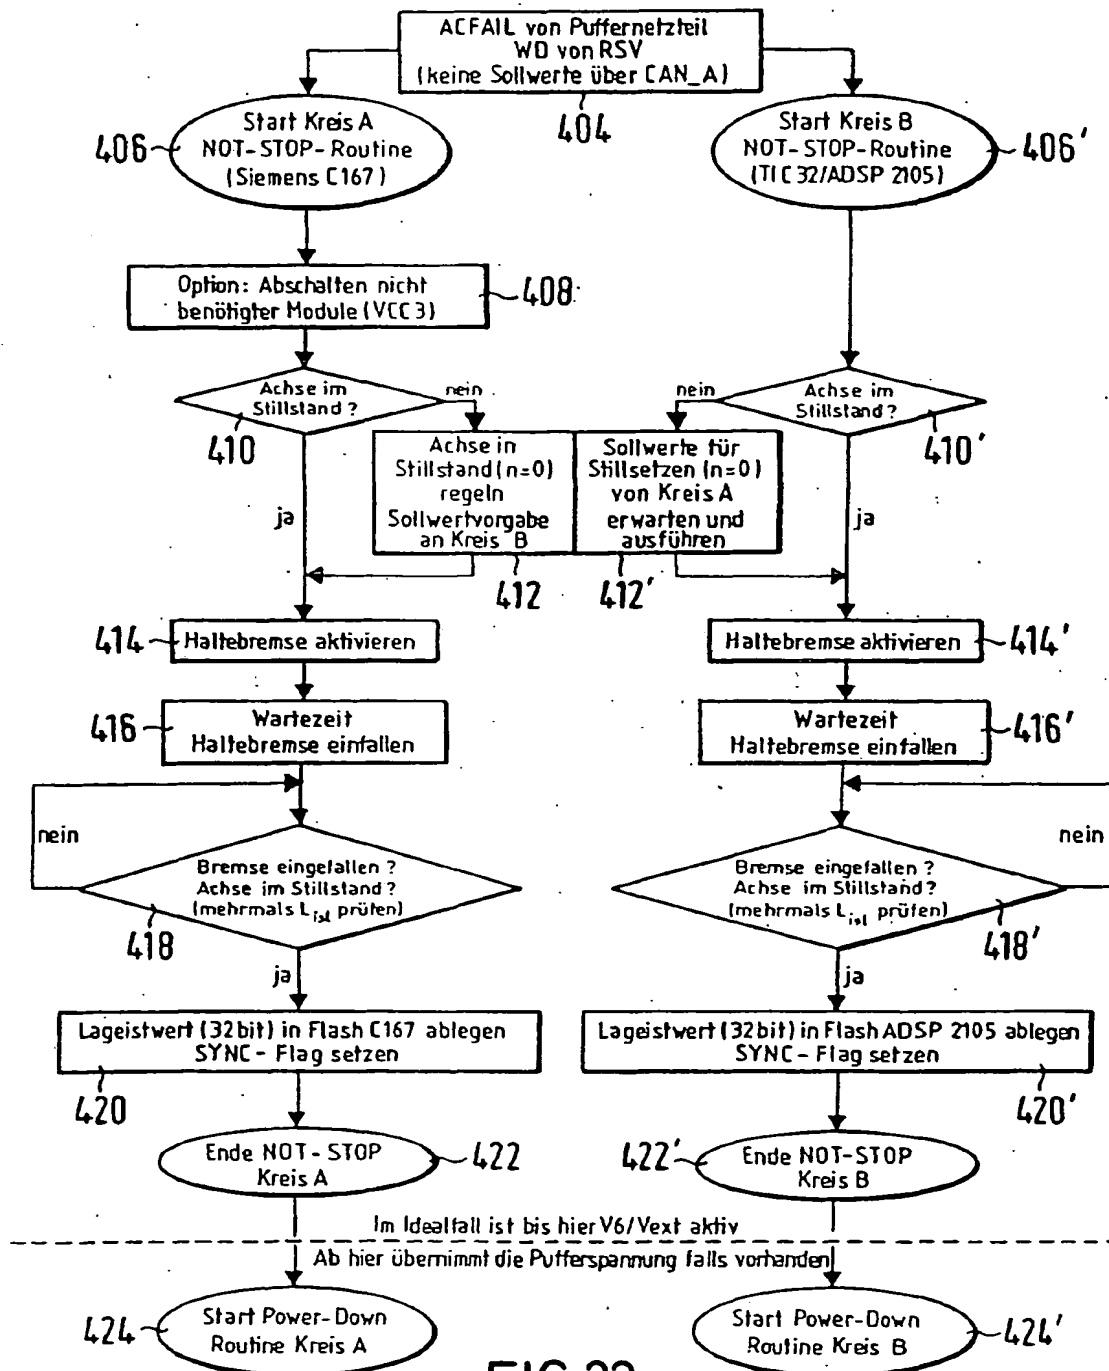 ACFAIL von Puffernetzteil
WD von RSV
(keine Sollwerte über CAN_A)
404
Start Kreis A
NOT-STOP-Routine
(Siemens C167)
406
Start Kreis B
NOT-STOP-Routine
(TIC32/ADSP 2105)
406'
Option: Abschalten nicht
benötigter Module (VCC3)
408
Achse im
Stillstand?
nein
410
ja
nein
Achse im
Stillstand?
410'
ja
Achse in
Stillstand (n=0)
regeln
Sollwertvorgabe
an Kreis B
412
Sollwerte für
Stillsetzen (n=0)
von Kreis A
erwarten und
ausführen
412'
414
Haltebremse aktivieren
Haltebremse aktivieren
414'
416
Wartezeit
Haltebremse einfallen
Wartezeit
Haltebremse einfallen
416'
nein
Bremse eingefallen?
Achse im Stillstand?
(mehrmals List prüfen)
418
ja
nein
Bremse eingefallen?
Achse im Stillstand?
(mehrmals List prüfen)
418'
ja
Lageistwert (32bit) in Flash C167 ablegen
SYNC-Flag setzen
420
Lageistwert (32bit) in Flash ADSP 2105 ablegen
SYNC-Flag setzen
420'
Ende NOT-STOP
Kreis A
422
422'
Ende NOT-STOP
Kreis B
Im Idealfall ist bis hier V6/Vext aktiv
Ab hier übernimmt die Pufferspannung falls vorhanden
424
Start Power-Down
Routine Kreis A
Start Power-Down
Routine Kreis B
424'